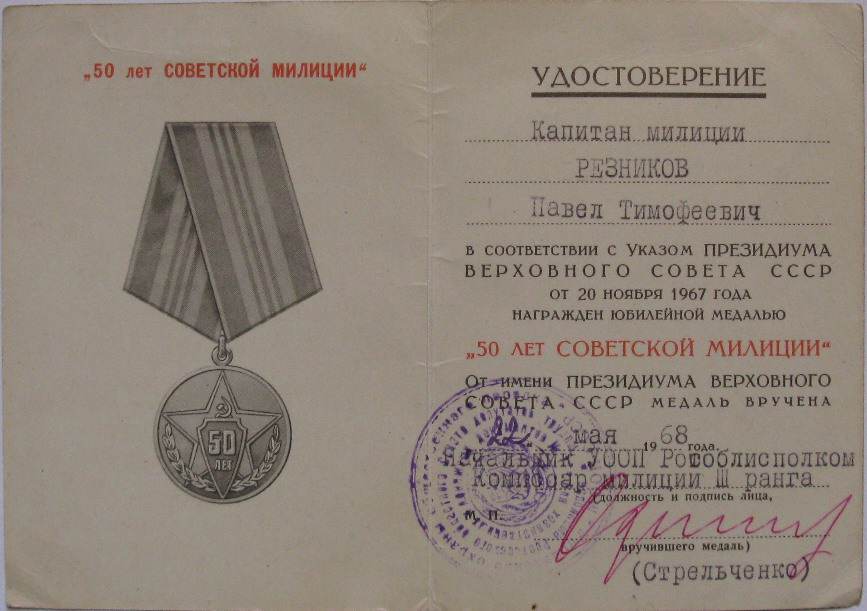 „50 лет СОВЕТСКОЙ МИЛИЦИИ“
50
ЛЕТ
УДОСТОВЕРЕНИЕ
Капитан милиции
РЕЗНИКОВ
Павел Тимофеевич
в соответствии с Указом ПРЕЗИДИУМА
ВЕРХОВНОГО СОВЕТА СССР
от 20 ноября 1967 года
награжден юбилейной медалью
„50 лет СОВЕТСКОЙ МИЛИЦИИ“
От имени ПРЕЗИДИУМА ВЕРХОВНОГО
СОВЕТА СССР медаль вручена
22 мая 1968 года.
Начальник УООП Ростоблисполком
Комиссар милиции III ранга
(должность и подпись лица,
М. П.
вручившего медаль)
(Стрельченко)